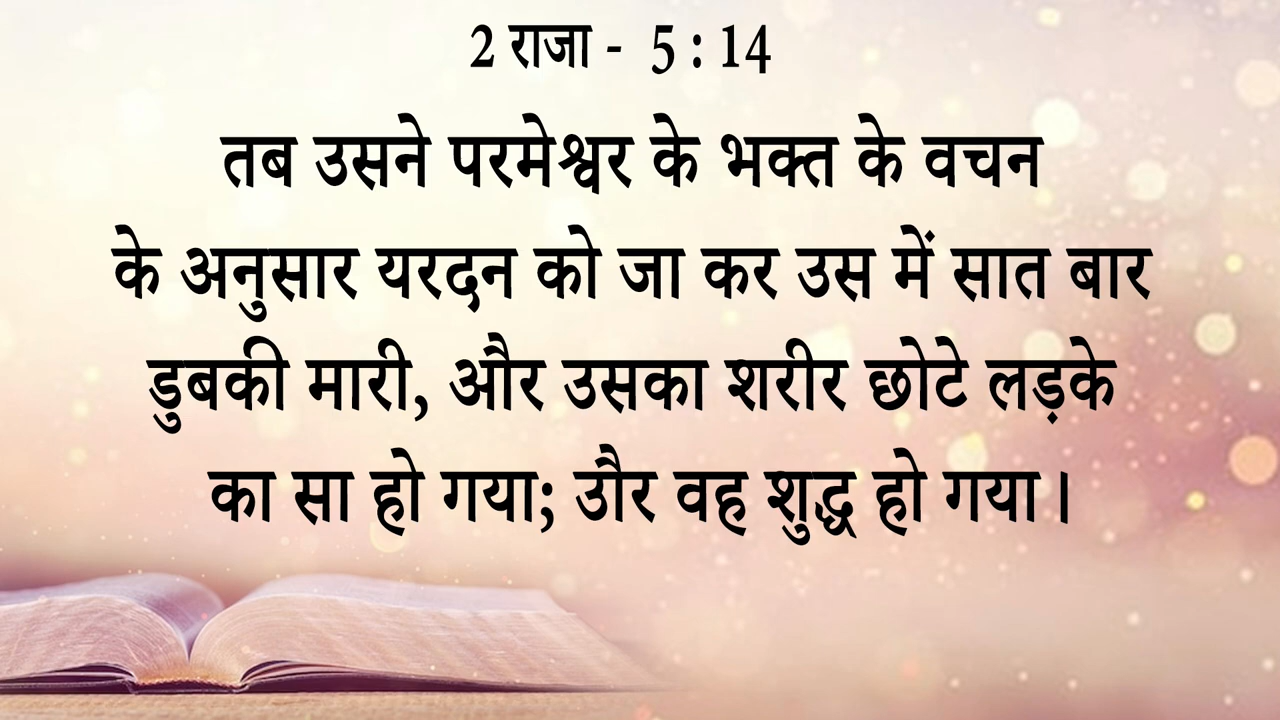 2 राजा - 5 : 14
तब उसने परमेश्वर के भक्त के वचन
के अनुसार यरदन को जा कर उस में सात बार
डुबकी मारी, और उसका शरीर छोटे लड़के
का सा हो गया; उौर वह शुद्ध हो गया।